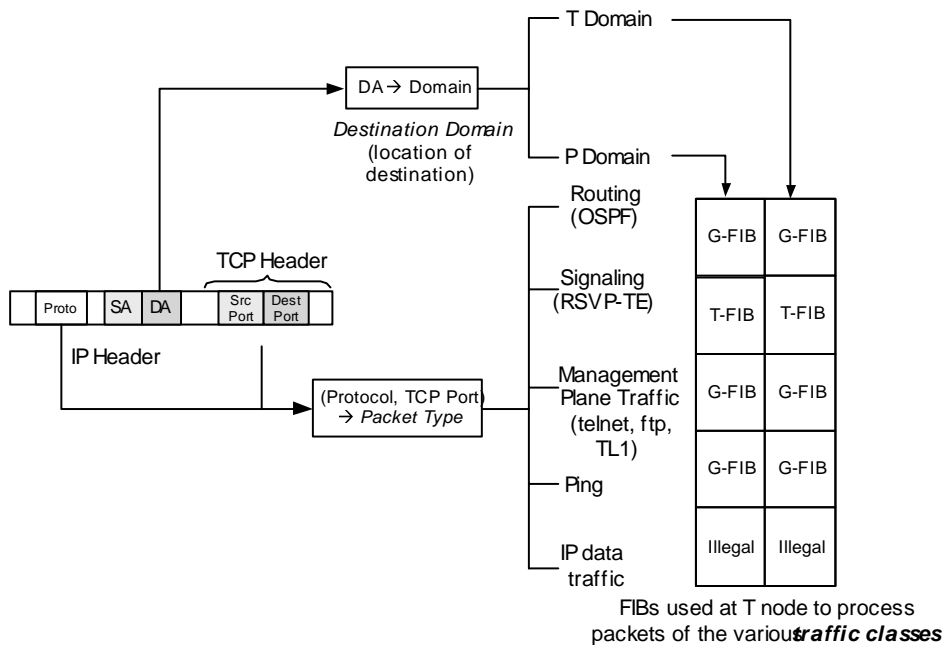 T Domain
DA → Domain
Destination Domain
(location of
destination)
P Domain
Routing
(OSPF)
G-FIB G-FIB
TCP Header
Signaling
(RSVP-TE)
Proto SA DA Src Port Dest Port
T-FIB T-FIB
IP Header
(Protocol, TCP Port)
→ Packet Type
Management
Plane Traffic
(telnet, ftp,
TL1)
G-FIB G-FIB
Ping
G-FIB G-FIB
IP data
traffic
Illegal Illegal
FIBs used at T node to process
packets of the various traffic classes